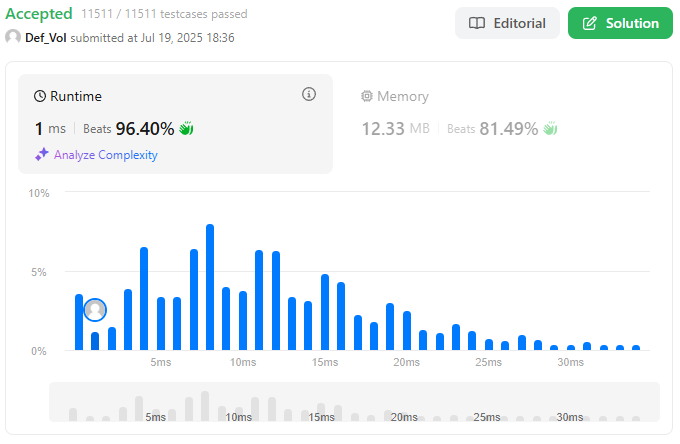 Accepted 11511 / 11511 testcases passed
Editorial
Solution
Def_Vol submitted at Jul 19, 2025 18:36
Runtime
1 ms Beats 96.40%
Analyze Complexity
Memory
12.33 MB Beats 81.49%
10%
5%
0%
5ms 10ms 15ms 20ms 25ms 30ms
5ms 10ms 15ms 20ms 25ms 30ms